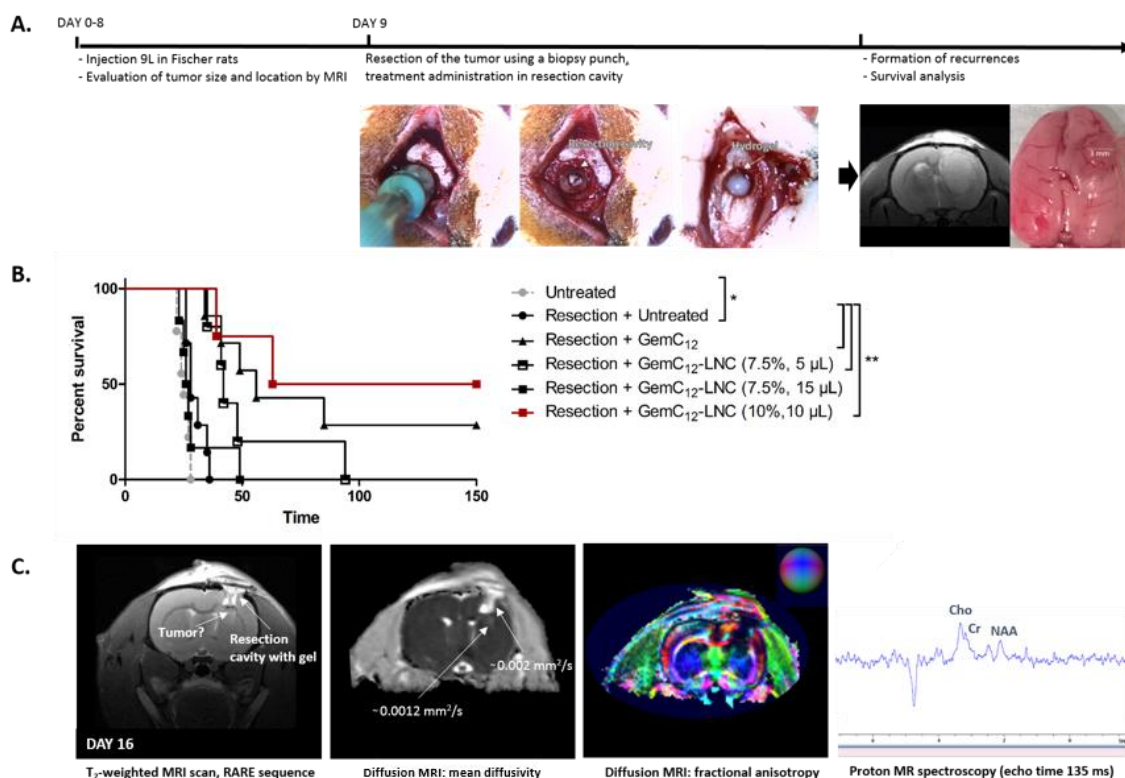 A.
DAY 0-8
DAY 9
- Injection 9L in Fischer rats
- Evaluation of tumor size and location by MRI
Resection of the tumor using a biopsy punch,
treatment administration in resection cavity
- Formation of recurrences
- Survival analysis
Resection cavity
Hydrogel
3 mm
B.
Percent survival
100
50
0
0
50
100
150
Time
Untreated
Resection + Untreated
Resection + GemC12
Resection + GemC12-LNC (7.5%, 5 µL)
Resection + GemC12-LNC (7.5%, 15 µL)
Resection + GemC12-LNC (10%,10 µL)
*
**
C.
Tumor?
Resection
cavity with gel
DAY 16
~0.002 mm²/s
~0.0012 mm²/s
Cho
Cr
NAA
T2-weighted MRI scan, RARE sequence
Diffusion MRI: mean diffusivity
Diffusion MRI: fractional anisotropy
Proton MR spectroscopy (echo time 135 ms)